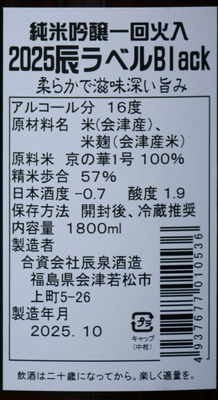 純米吟醸一回火入
2025辰ラベルBlack
柔らかで滋味深い旨み
アルコール分 16度
原材料名 米(会津産)、
米麹(会津産米)
原料米 京の華1号 100%
精米歩合 57%
日本酒度 -0.7 酸度 1.9
保存方法 開封後、冷蔵推奨
内容量 1800ml
製造者
合資会社辰泉酒造
福島県会津若松市
上町5-26
製造年月
2025.10
プラ
キャップ
(中栓)
4937617010536
飲酒は二十歳になってから。楽しく適量を。